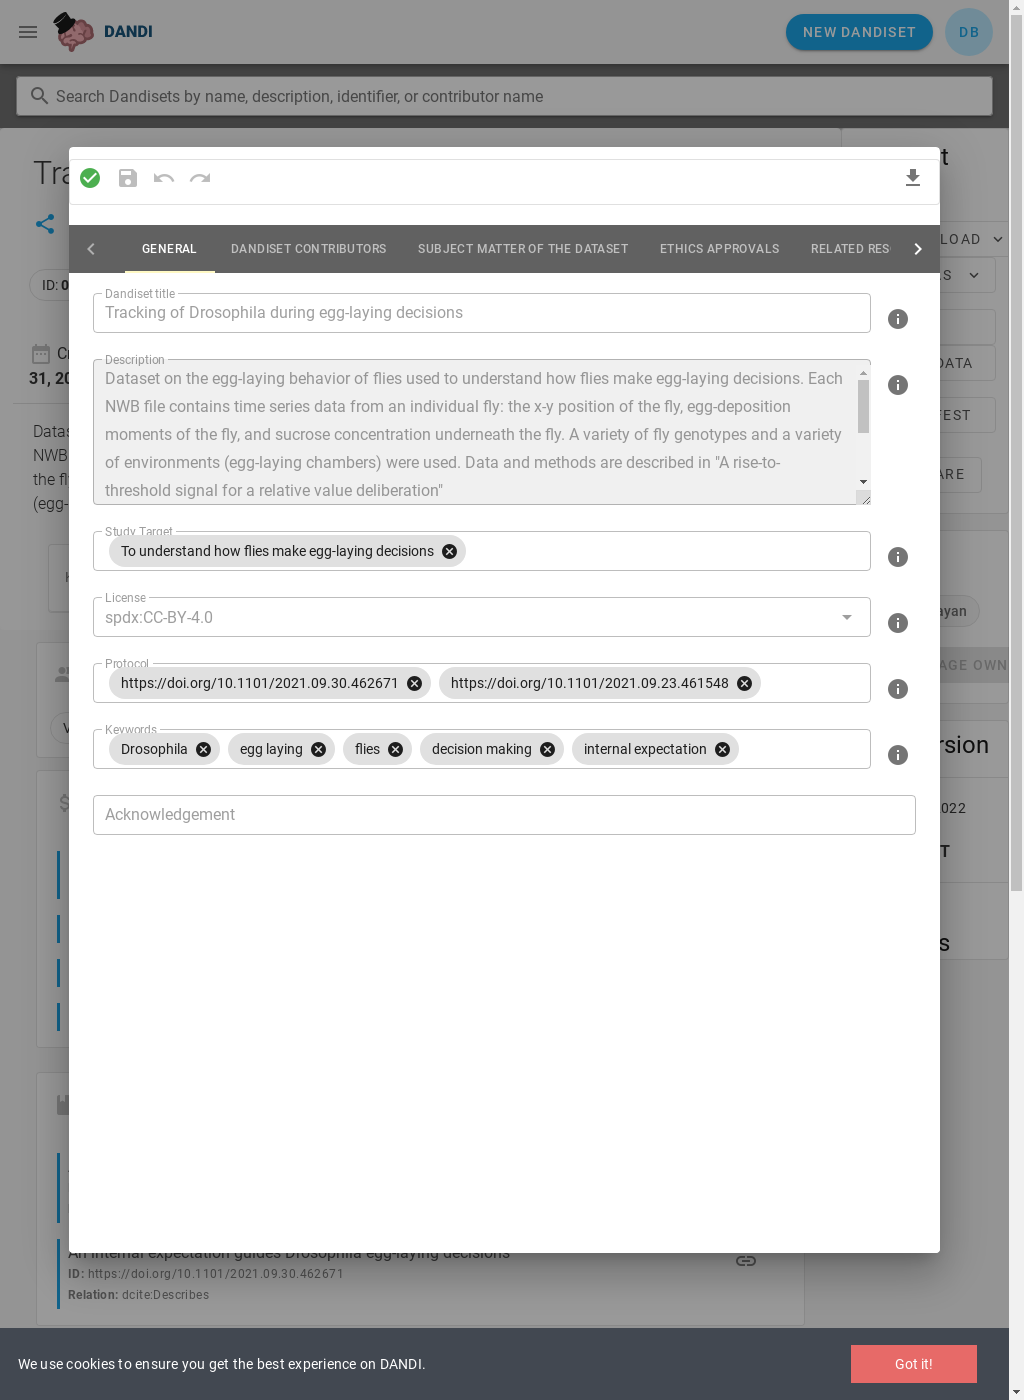 DANDI
NEW DANDISET
DB
Search Dandisets by name, description, identifier, or contributor name
GENERAL
DANDISET CONTRIBUTORS
SUBJECT MATTER OF THE DATASET
ETHICS APPROVALS
Dandiset title
Tracking of Drosophila during egg-laying decisions
ID:
Description
Dataset on the egg-laying behavior of flies used to understand how flies make egg-laying decisions. Each
NWB file contains time series data from an individual fly: the x-y position of the fly, egg-deposition
moments of the fly, and sucrose concentration underneath the fly. A variety of fly genotypes and a variety
of environments (egg-laying chambers) were used. Data and methods are described in "A rise-to-
threshold signal for a relative value deliberation"
31, 20
NWB
the f
(egg-
Study Target
To understand how flies make egg-laying decisions
License
spdx:CC-BY-4.0
Protocol
https://doi.org/10.1101/2021.09.30.462671
https://doi.org/10.1101/2021.09.23.461548
Keywords
Drosophila
egg laying
flies
decision making
internal expectation
Acknowledgement
An internal expectation guides Drosophila egg-laying decisions
ID: https://doi.org/10.1101/2021.09.30.462671
Relation: dcite:Describes
We use cookies to ensure you get the best experience on DANDI.
Got it!